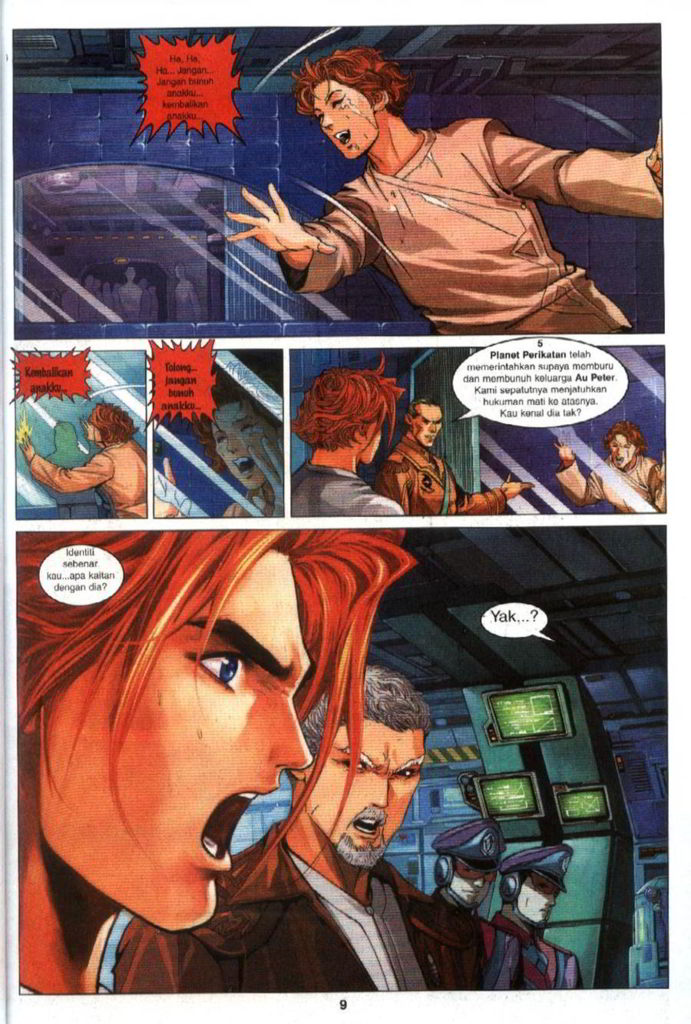 Ha, Ha,
Ha... Jangan...
Jangan bunuh
anakku...
kembalikan
anakku...
Kembalikan
anakku...
Tolong...
jangan
bunuh
anakku...
5
Planet Perikatan telah
memerintahkan supaya memburu
dan membunuh keluarga Au Peter.
Kami sepatutnya menjatuhkan
hukuman mati ke atasnya.
Kau kenal dia tak?
Identiti
sebenar
kau...apa kaitan
dengan dia?
Yak...?
9